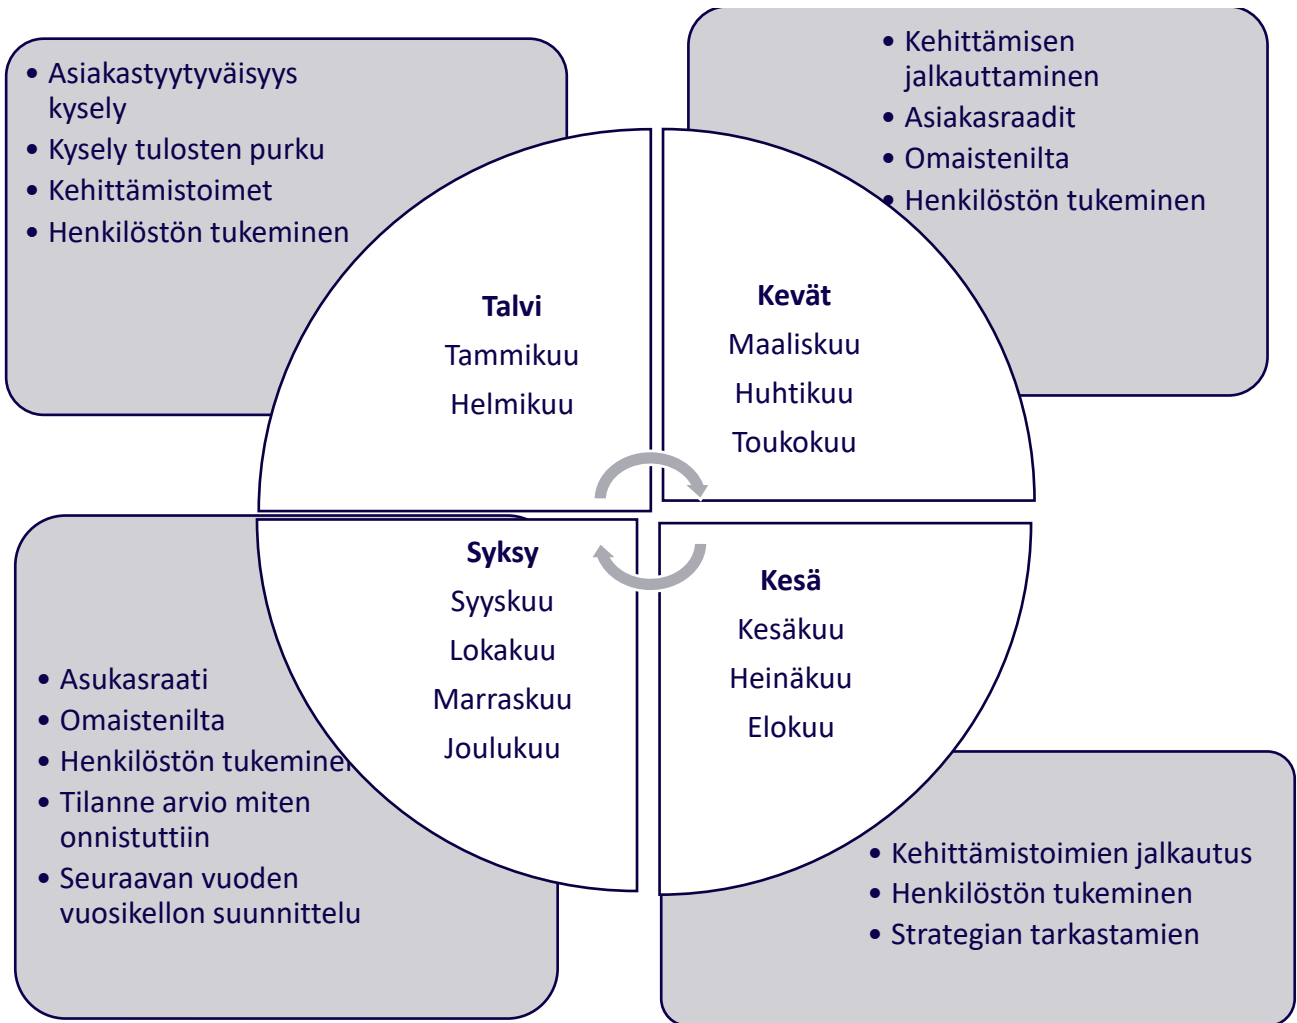 • Asiakastyytyväisyys
kysely
• Kysely tulosten purku
• Kehittämistoimet
• Henkilöstön tukeminen
• Kehittämisen
jalkauttaminen
• Asiakasraadit
• Omaistenilta
• Henkilöstön tukeminen
Talvi
Tammikuu
Helmikuu
Kevät
Maaliskuu
Huhtikuu
Toukokuu
Syksy
Syyskuu
Lokakuu
Marraskuu
Joulukuu
Kesä
Kesäkuu
Heinäkuu
Elokuu
• Asukasraati
• Omaistenilta
• Henkilöstön tukeminen
• Tilanne arvio miten
onnistuttiin
• Seuraavan vuoden
vuosikellon suunnittelu
• Kehittämistoimien jalkautus
• Henkilöstön tukeminen
• Strategian tarkastamien